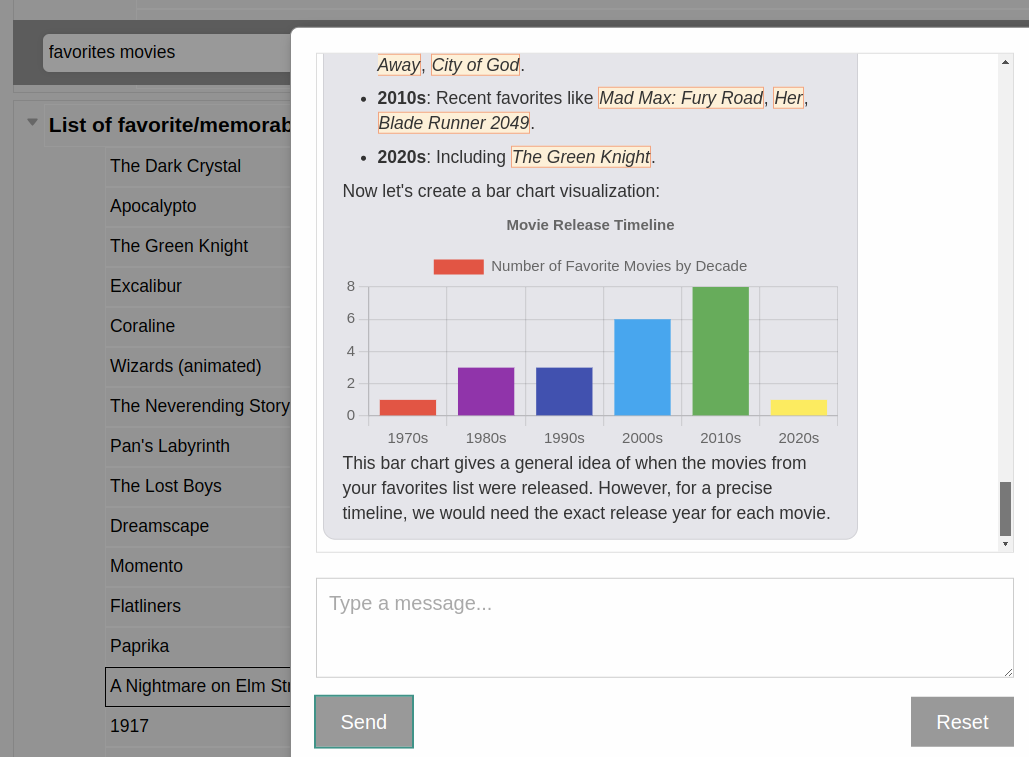 favorites movies
List of favorite/memorab
The Dark Crystal
Apocalypto
The Green Knight
Excalibur
Coraline
Wizards (animated)
The Neverending Story
Pan's Labyrinth
The Lost Boys
Dreamscape
Momento
Flatliners
Paprika
A Nightmare on Elm Str
1917
Away, City of God.
• 2010s: Recent favorites like Mad Max: Fury Road, Her,
Blade Runner 2049.
• 2020s: Including The Green Knight.
Now let's create a bar chart visualization:
Movie Release Timeline
Number of Favorite Movies by Decade
8
6
4
2
0
1970s 1980s 1990s 2000s 2010s 2020s
This bar chart gives a general idea of when the movies from
your favorites list were released. However, for a precise
timeline, we would need the exact release year for each movie.
Type a message...
Send
Reset